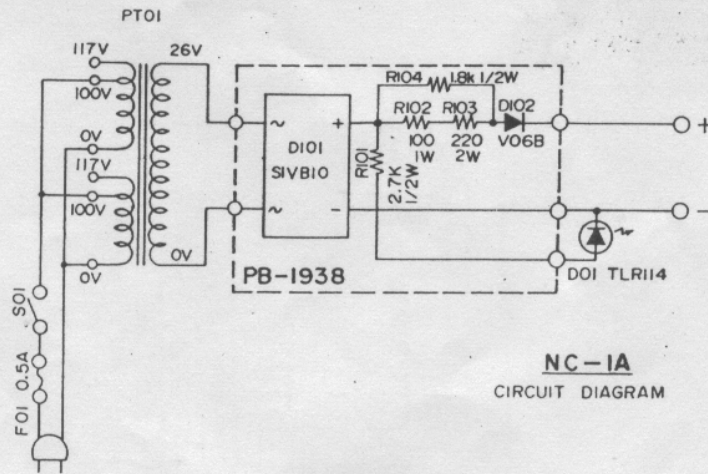 PT01
117V
26V
100V
R104 1.8k 1/2W
R102 R103 D102
100 220 V06B
1W 2W
0V
117V
~ +
D101
S1VB10
R101
2.7K
1/2W
100V
~ -
0V
0V
PB-1938
D01 TLR114
+
-
S01
F01 0.5A
NC-1A
CIRCUIT DIAGRAM